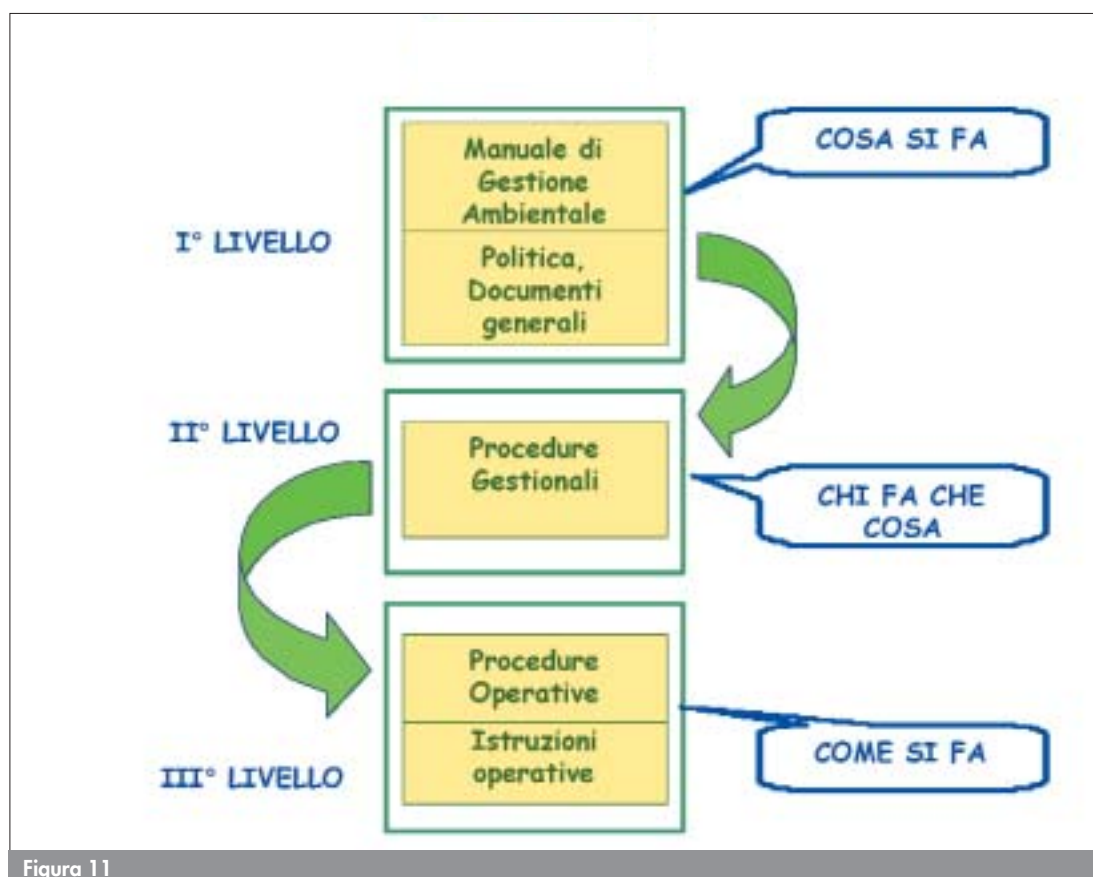 Manuale di
Gestione
Ambientale
COSA SI FA
I° LIVELLO
Politica,
Documenti
generali
II° LIVELLO
Procedure
Gestionali
CHI FA CHE
COSA
Procedure
Operative
Istruzioni
operative
COME SI FA
III° LIVELLO
Figura 11